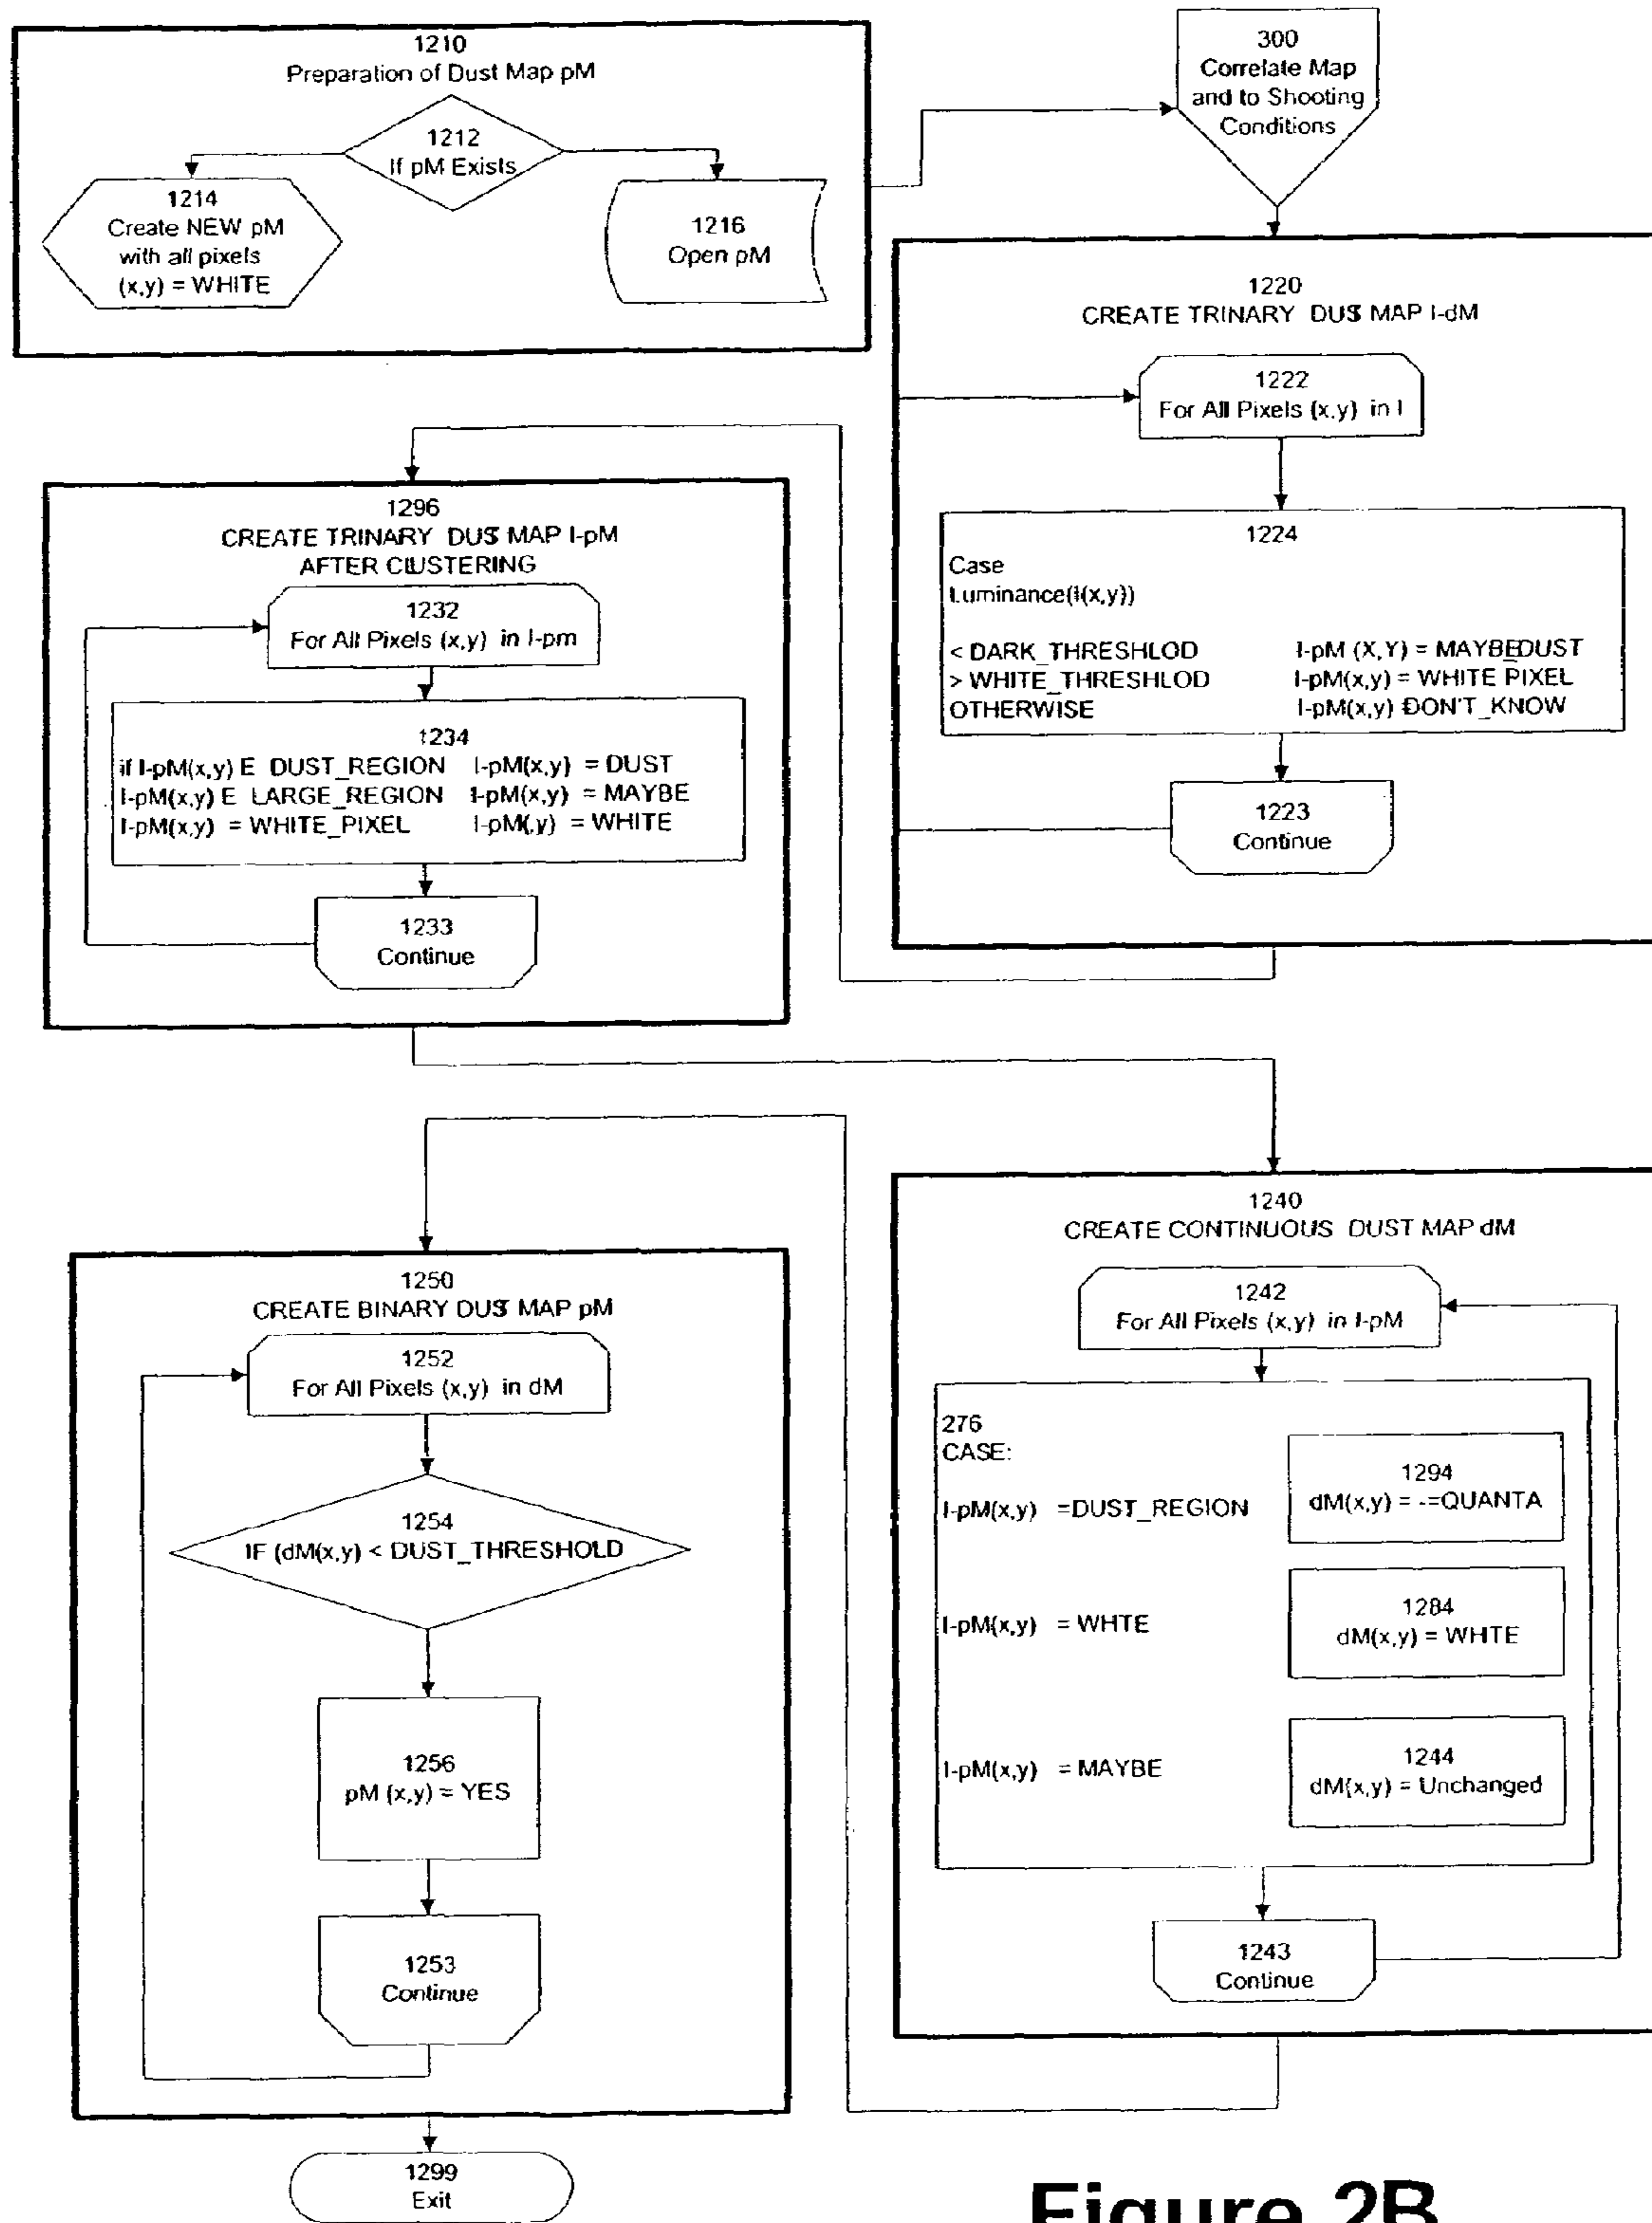 1210
Preparation of Dust Map pM
1212
If pM Exists
1214
Create NEW pM
with all pixels
(x,y) = WHITE
1216
Open pM
300
Correlate Map
and to Shooting
Conditions
1220
CREATE TRINARY DUST MAP I-dM
1222
For All Pixels (x,y) in I
1224
Case
Luminance(I(x,y))
< DARK_THRESHLOD I-pM (X,Y) = MAYBEDUST
> WHITE_THRESHLOD I-pM(x,y) = WHITE PIXEL
OTHERWISE I-pM(x,y) DON'T_KNOW
1223
Continue
1296
CREATE TRINARY DUST MAP I-pM
AFTER CLUSTERING
1232
For All Pixels (x,y) in I-pm
1234
if I-pM(x,y) E DUST_REGION I-pM(x,y) = DUST
I-pM(x,y) E LARGE_REGION I-pM(x,y) = MAYBE
I-pM(x,y) = WHITE_PIXEL I-pM(,y) = WHITE
1233
Continue
1240
CREATE CONTINUOUS DUST MAP dM
1242
For All Pixels (x,y) in I-pM
276
CASE:
I-pM(x,y) =DUST_REGION
1294
dM(x,y) = -=QUANTA
I-pM(x,y) = WHTE
1284
dM(x,y) = WHTE
I-pM(x,y) = MAYBE
1244
dM(x,y) = Unchanged
1243
Continue
1250
CREATE BINARY DUST MAP pM
1252
For All Pixels (x,y) in dM
1254
IF (dM(x,y) < DUST_THRESHOLD
1256
pM (x,y) = YES
1253
Continue
1299
Exit
Figure 2B